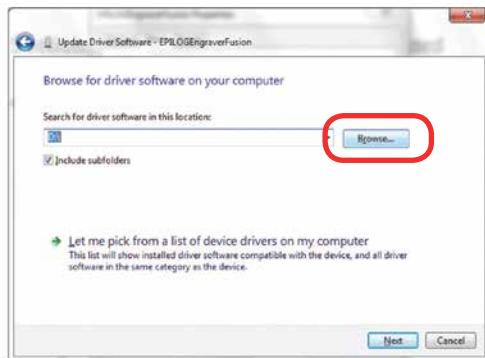 Update Driver Software - EPILOGEngraverFusion
Browse for driver software on your computer
Search for driver software in this location:
Browse...
Include subfolders
Let me pick from a list of device drivers on my computer
This list will show installed driver software compatible with the device, and all driver
software in the same category as the device.
Next
Cancel